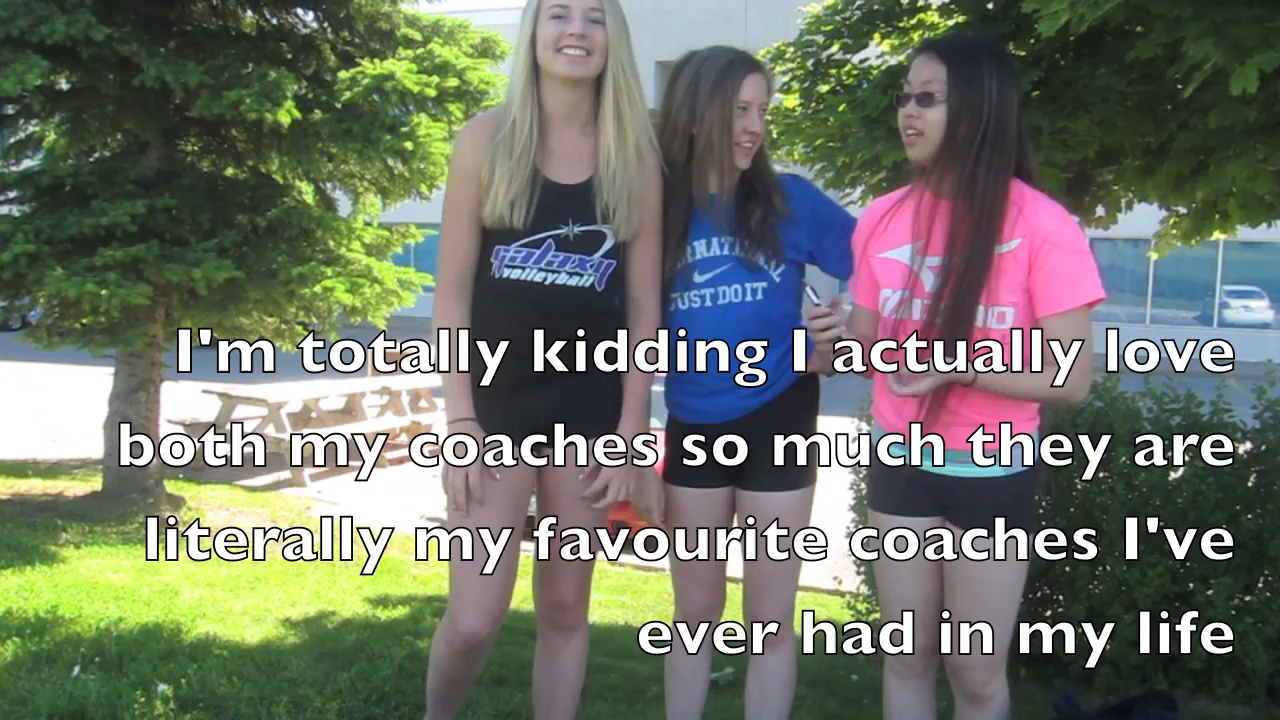 galaxy
volleyball
JUST DO IT
I'm totally kidding I actually love
both my coaches so much they are
literally my favourite coaches I've
ever had in my life